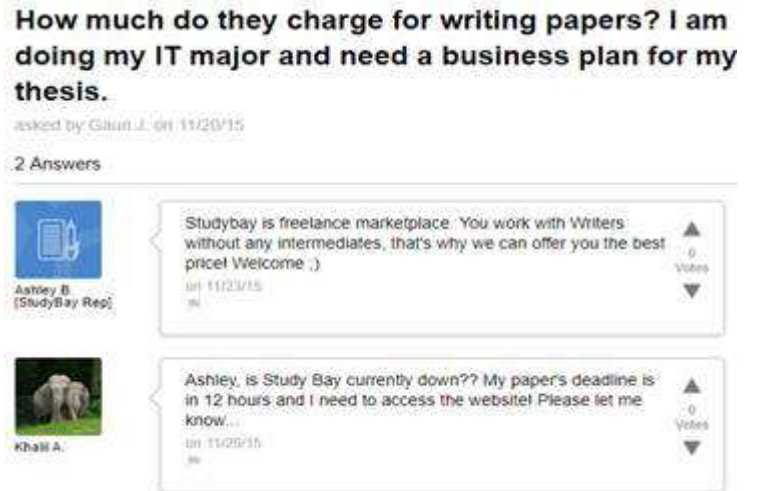 How much do they charge for writing papers? I am
doing my IT major and need a business plan for my
thesis.
asked by Gauri J. on 11/20/15
2 Answers
Studybay is freelance marketplace. You work with Writers
without any intermediates, that's why we can offer you the best
price! Welcome ;)
on 11/23/15
0
Votes
Ashley B.
[StudyBay Rep]
Ashley, is Study Bay currently down?? My paper's deadline is
in 12 hours and I need to access the website! Please let me
know...
on 11/29/15
0
Votes
Khalil A.